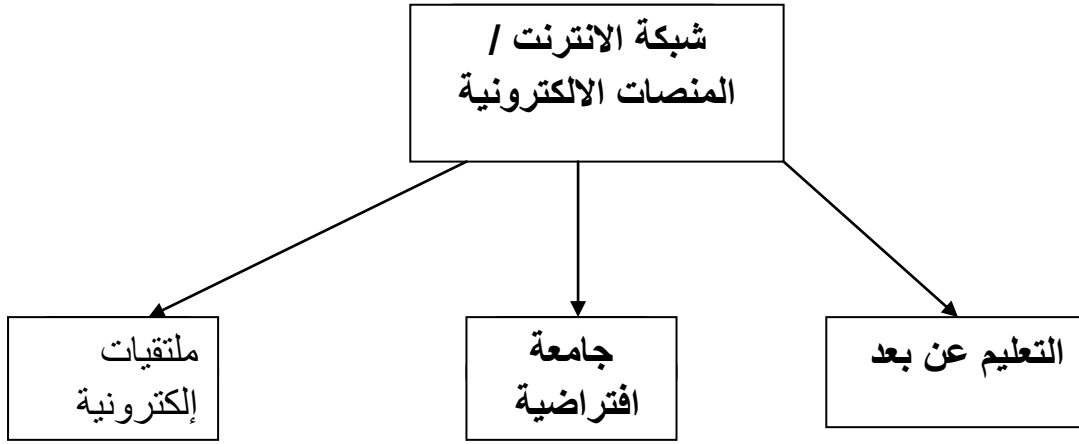 شبكة الانترنت /
المنصات الالكترونية
التعليم عن بعد
جامعة
افتراضية
ملتقيات
إلكترونية